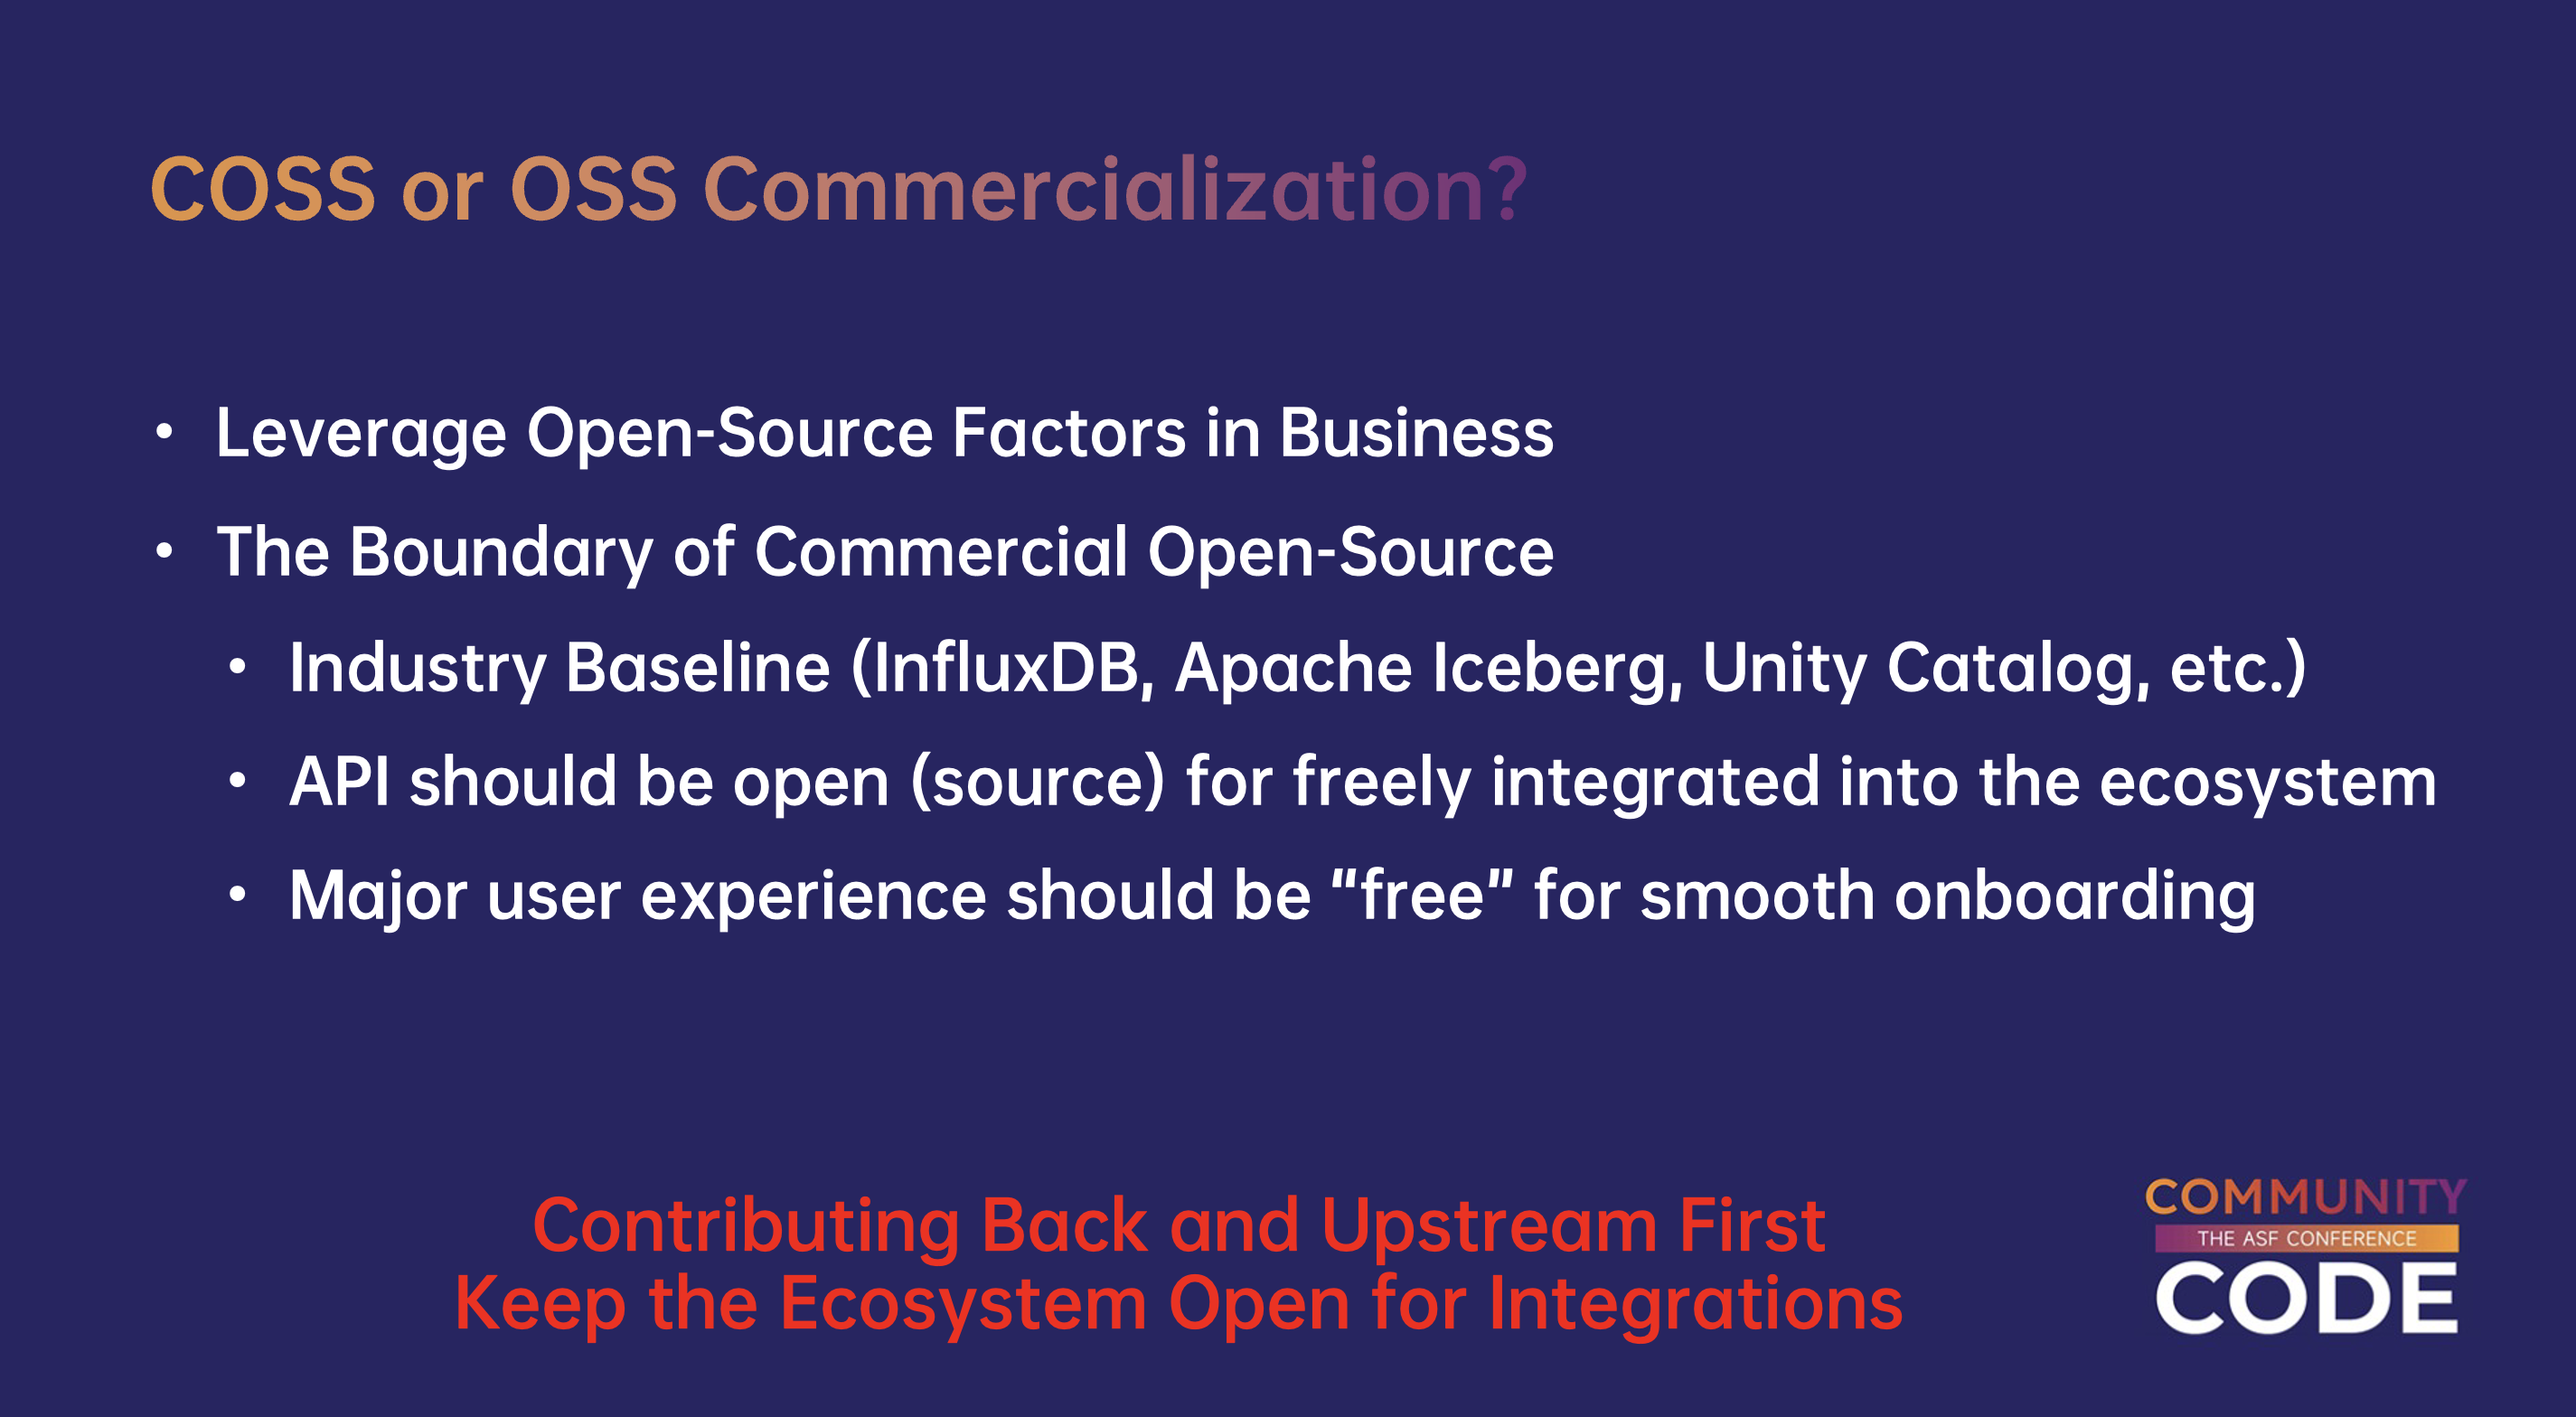 COSS or OSS Commercialization?
• Leverage Open-Source Factors in Business
• The Boundary of Commercial Open-Source
• Industry Baseline (InfluxDB, Apache Iceberg, Unity Catalog, etc.)
• API should be open (source) for freely integrated into the ecosystem
• Major user experience should be “free” for smooth onboarding
Contributing Back and Upstream First
Keep the Ecosystem Open for Integrations
COMMUNITY
THE ASF CONFERENCE
CODE